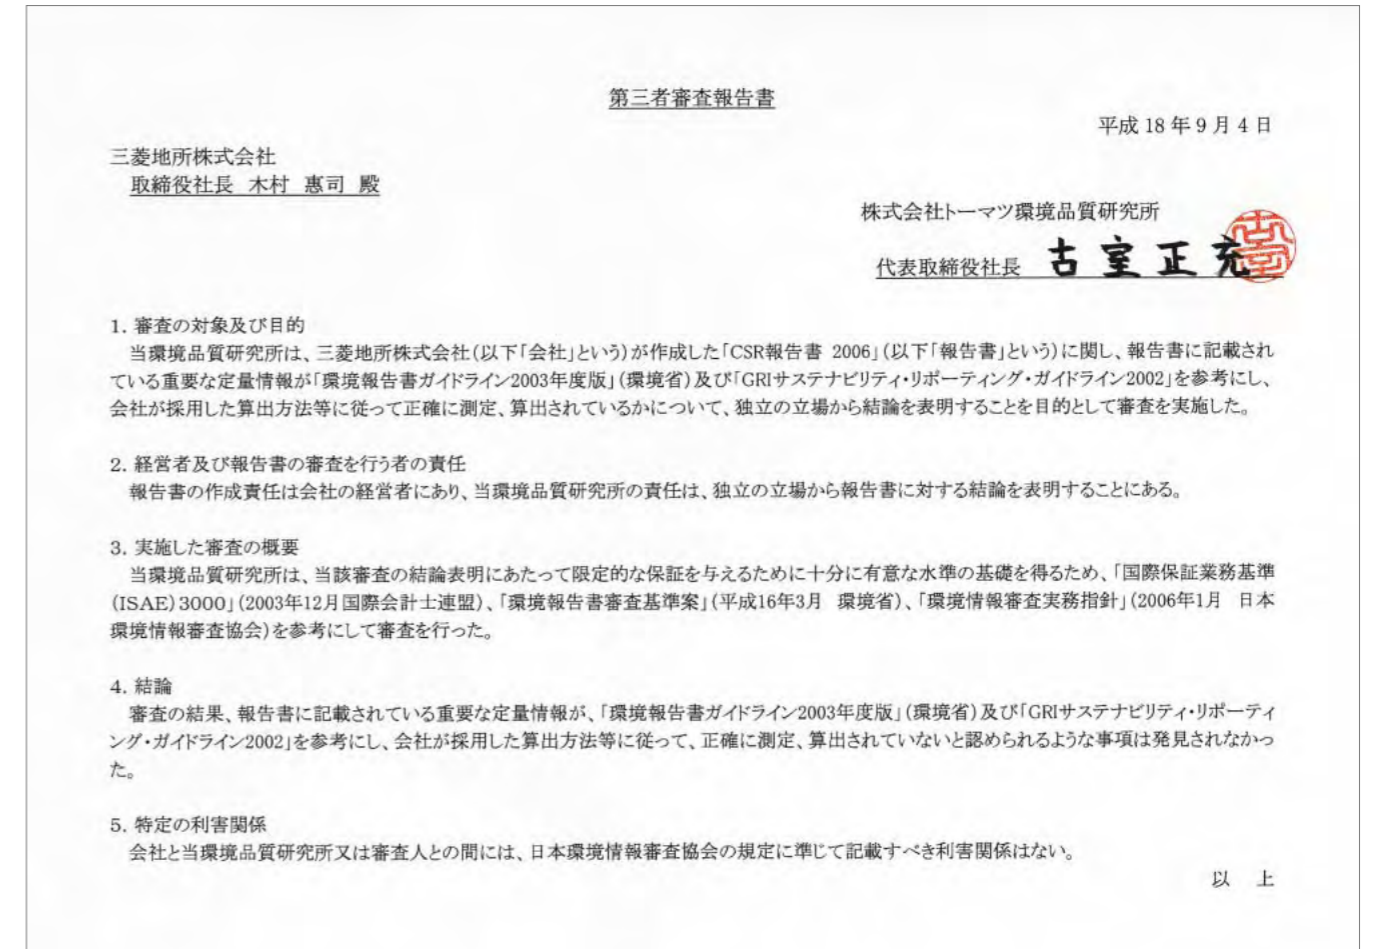 第三者審査報告書
平成 18 年 9 月 4 日
三菱地所株式会社
取締役社長 木村 惠司 殿
株式会社トーマツ環境品質研究所
代表取締役社長 古室正充
1. 審査の対象及び目的
当環境品質研究所は、三菱地所株式会社(以下「会社」という)が作成した「CSR報告書 2006」(以下「報告書」という)に関し、報告書に記載され
ている重要な定量情報が「環境報告書ガイドライン2003年度版」(環境省)及び「GRIサステナビリティ・リポーティング・ガイドライン2002」を参考にし、
会社が採用した算出方法等に従って正確に測定、算出されているかについて、独立の立場から結論を表明することを目的として審査を実施した。
2. 経営者及び報告書の審査を行う者の責任
報告書の作成責任は会社の経営者にあり、当環境品質研究所の責任は、独立の立場から報告書に対する結論を表明することにある。
3. 実施した審査の概要
当環境品質研究所は、当該審査の結論表明にあたって限定的な保証を与えるために十分に有意な水準の基礎を得るため、「国際保証業務基準
(ISAE)3000」(2003年12月国際会計士連盟)、「環境報告書審査基準案」(平成16年3月 環境省)、「環境情報審査実務指針」(2006年1月 日本
環境情報審査協会)を参考にして審査を行った。
4. 結論
審査の結果、報告書に記載されている重要な定量情報が、「環境報告書ガイドライン2003年度版」(環境省)及び「GRIサステナビリティ・リポーティ
ング・ガイドライン2002」を参考にし、会社が採用した算出方法等に従って、正確に測定、算出されていないと認められるような事項は発見されなかっ
た。
5. 特定の利害関係
会社と当環境品質研究所又は審査人との間には、日本環境情報審査協会の規定に準じて記載すべき利害関係はない。
以 上